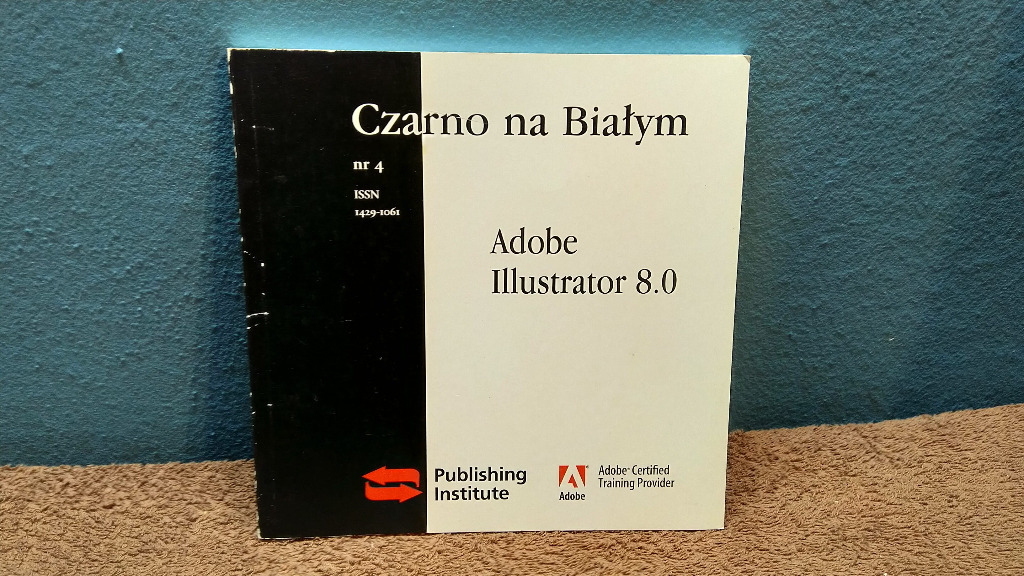 Czarno na Białym
nr 4
ISSN
1429-1061
Adobe
Illustrator 8.0
Publishing
Institute
Adobe
Adobe® Certified
Training Provider